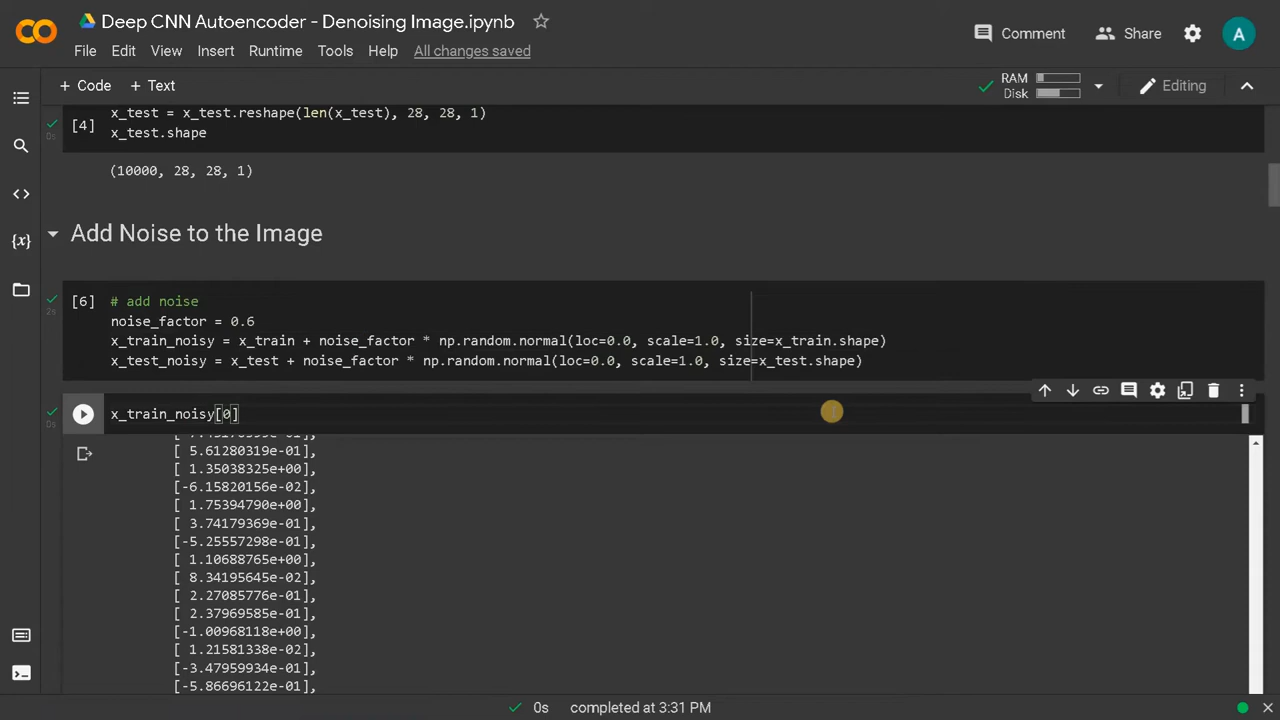 Deep CNN Autoencoder - Denoising Image.ipynb
File Edit View Insert Runtime Tools Help All changes saved
Comment Share A
+ Code + Text
RAM
Disk
Editing
x_test = x_test.reshape(len(x_test), 28, 28, 1)
[4]
x_test.shape
(10000, 28, 28, 1)
Add Noise to the Image
[6] # add noise
noise_factor = 0.6
x_train_noisy = x_train + noise_factor * np.random.normal(loc=0.0, scale=1.0, size=x_train.shape)
x_test_noisy = x_test + noise_factor * np.random.normal(loc=0.0, scale=1.0, size=x_test.shape)
x_train_noisy[0]
[ 5.61280319e-01],
[ 1.35038325e+00],
[-6.15820156e-02],
[ 1.75394790e+00],
[ 3.74179369e-01],
[-5.25557298e-01],
[ 1.10688765e+00],
[ 8.34195645e-02],
[ 2.27085776e-01],
[ 2.37969585e-01],
[-1.00968118e+00],
[ 1.21581338e-02],
[-3.47959934e-01],
[-5.86696122e-01],
0s completed at 3:31 PM